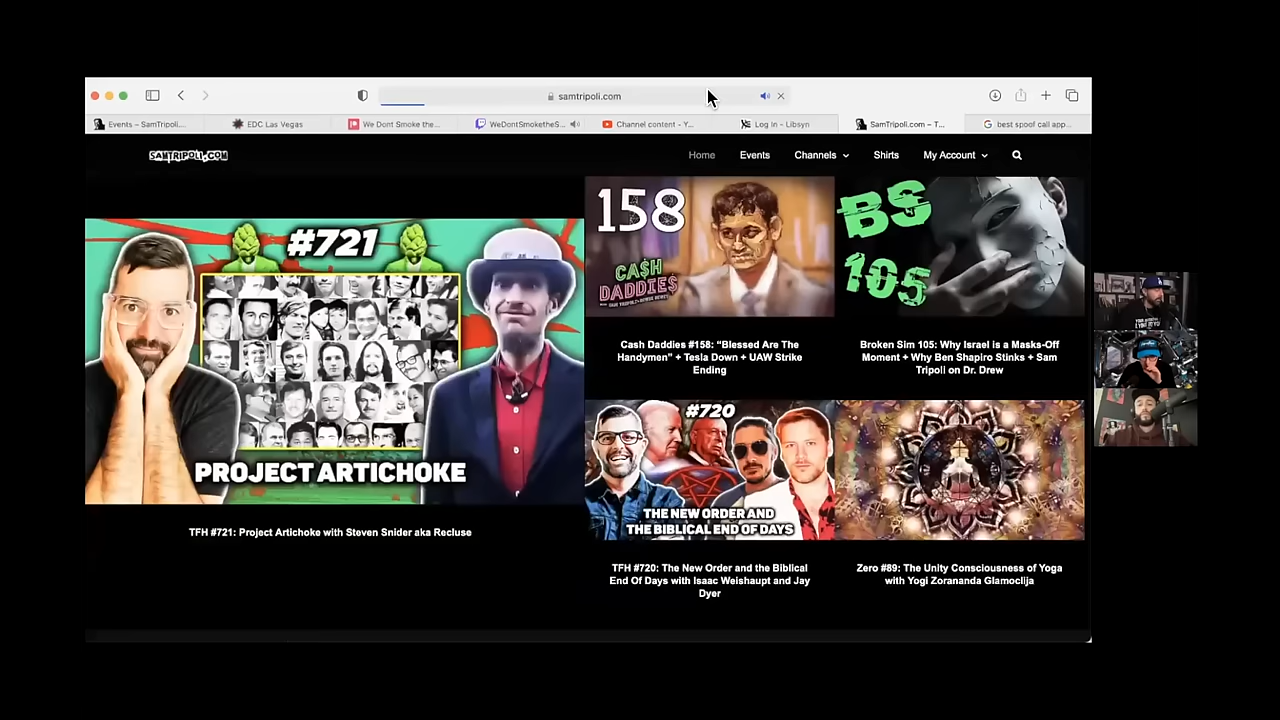 samtripoli.com
Events – SamTripoli....
EDC Las Vegas
We Dont Smoke the...
WeDontSmoketheS...
Channel content - Y...
Log In - Libsyn
SamTripoli.com – T...
best spoof call app...
SAMTRIPOLI.COM
Home
Events
Channels
Shirts
My Account
#721
PROJECT ARTICHOKE
TFH #721: Project Artichoke with Steven Snider aka Recluse
158
CA$H
DADDIE$
Cash Daddies #158: “Blessed Are The
Handymen” + Tesla Down + UAW Strike
Ending
BS
105
Broken Sim 105: Why Israel is a Masks-Off
Moment + Why Ben Shapiro Stinks + Sam
Tripoli on Dr. Drew
#720
THE NEW ORDER AND
THE BIBLICAL END OF DAYS
TFH #720: The New Order and the Biblical
End Of Days with Isaac Weishaupt and Jay
Dyer
Zero #89: The Unity Consciousness of Yoga
with Yogi Zorananda Glamoclija